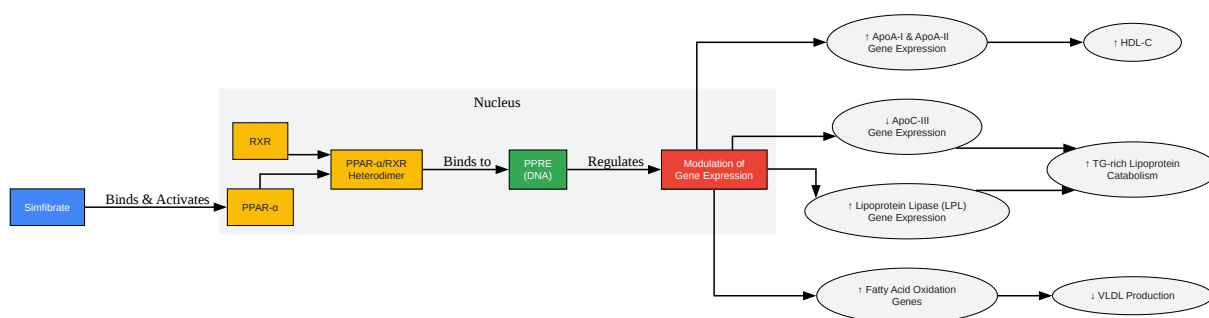 Nucleus
Simfibrate
Binds & Activates
RXR
PPAR-α
PPAR-α/RXR
Heterodimer
Binds to
PPRE
(DNA)
Regulates
Modulation of
Gene Expression
↑ ApoA-I & ApoA-II
Gene Expression
↑ HDL-C
↓ ApoC-III
Gene Expression
↑ Lipoprotein Lipase (LPL)
Gene Expression
↑ TG-rich Lipoprotein
Catabolism
↑ Fatty Acid Oxidation
Genes
↓ VLDL Production